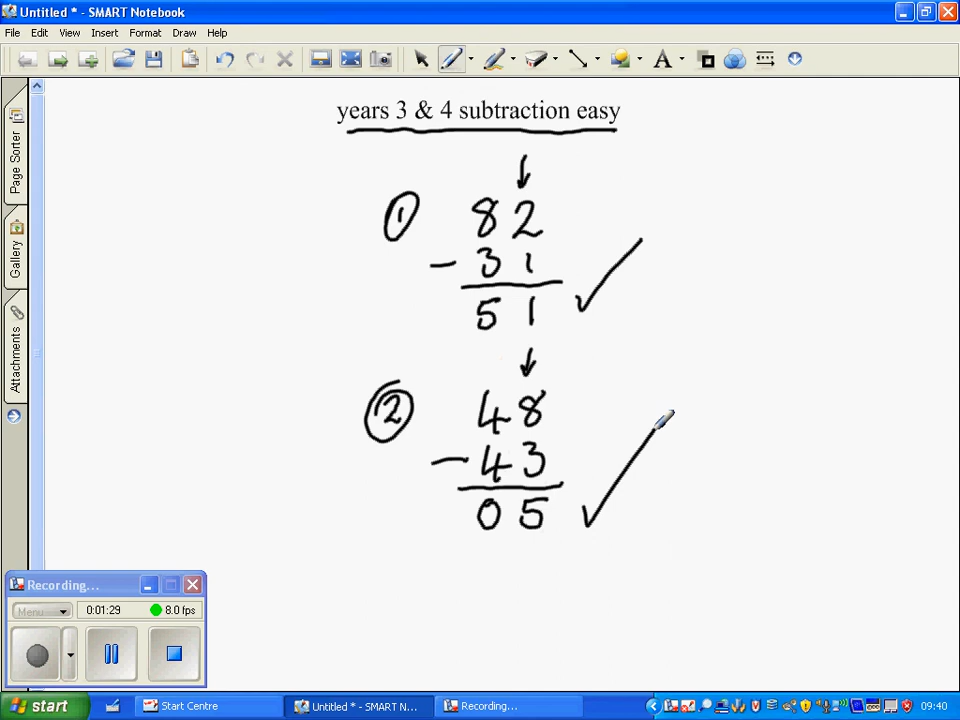 Untitled * - SMART Notebook
File Edit View Insert Format Draw Help
Page Sorter
Gallery
Attachments
years 3 & 4 subtraction easy
1 82
- 31
51
2 48
- 43
05
Recording...
Menu
0:01:29 8.0 fps
start Start Centre Untitled * - SMART N... Recording... 09:40